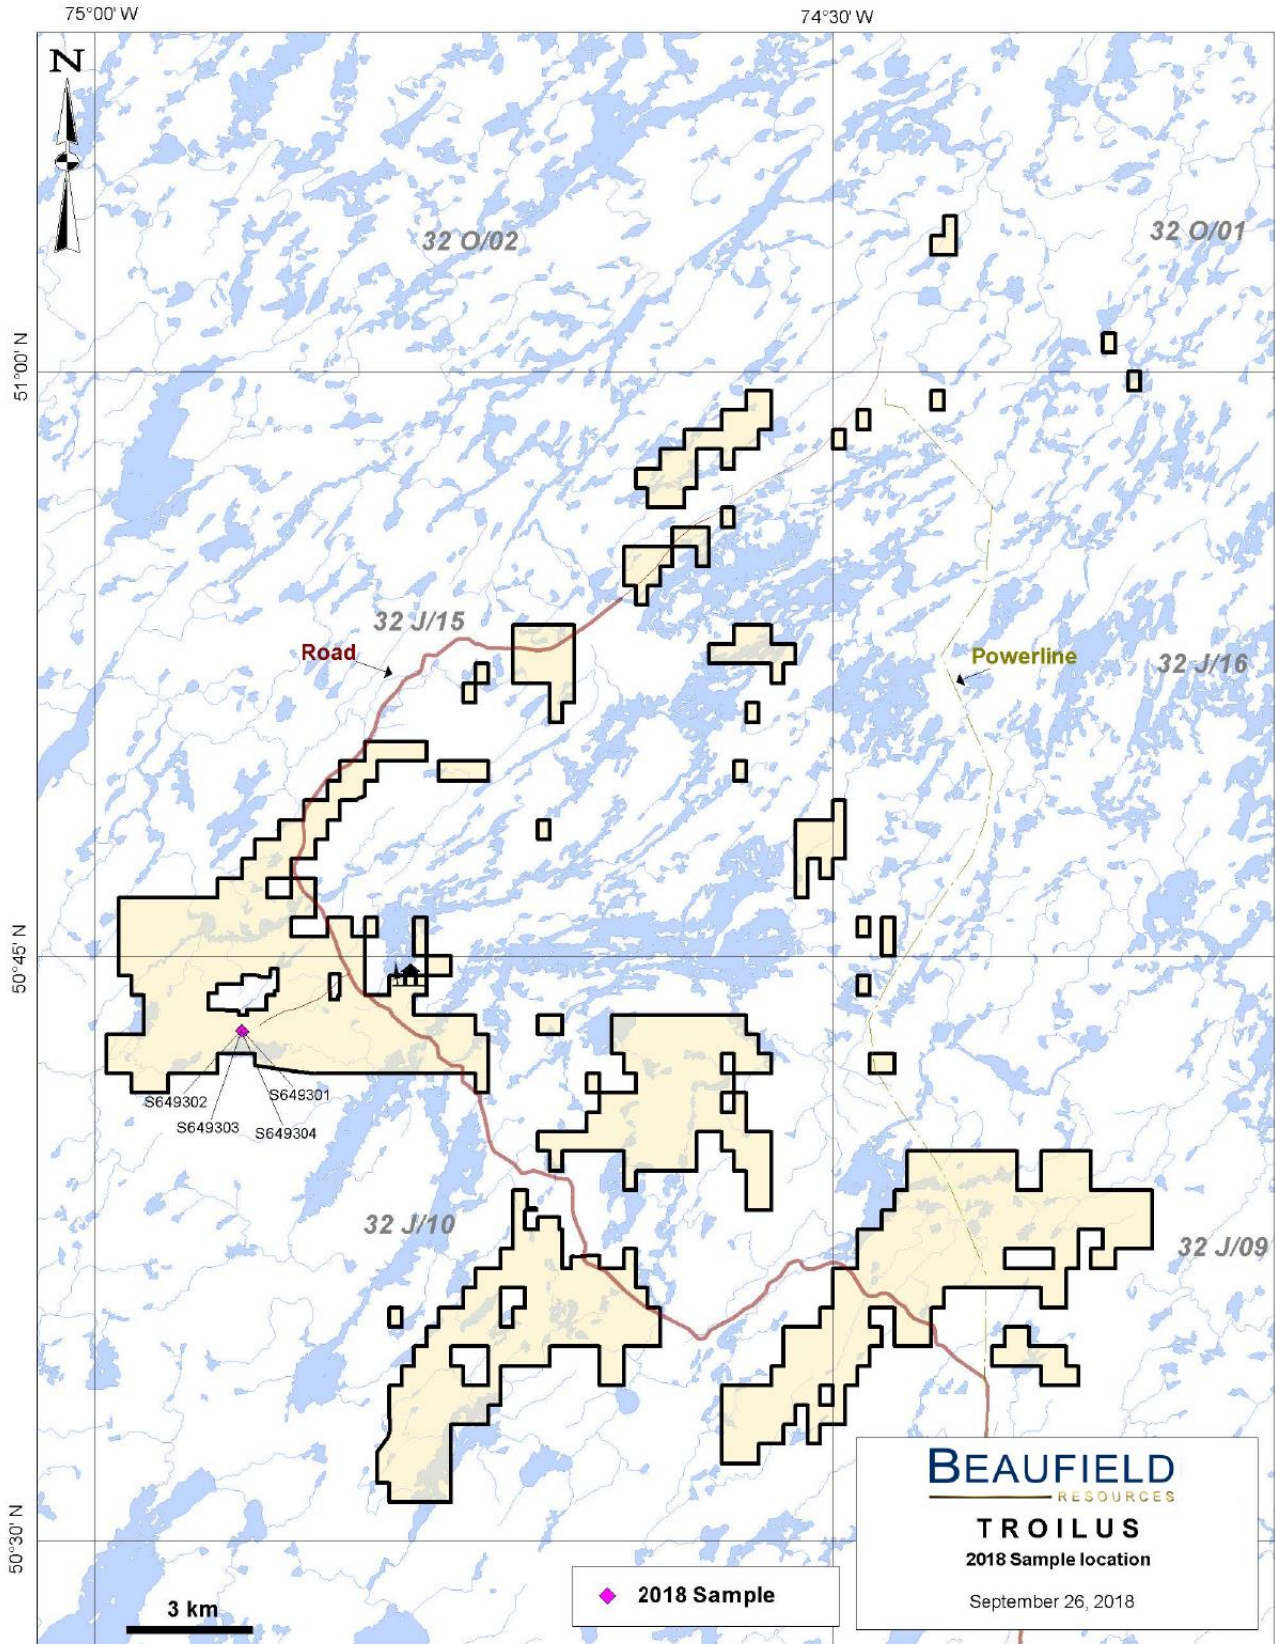 75°00' W
74°30' W
N
32 O/02
32 O/01
51°00' N
32 J/15
Road
Powerline
32 J/16
50°45' N
S649302
S649301
S649303
S649304
32 J/10
32 J/09
BEAUFIELD
RESOURCES
TROILUS
2018 Sample location
September 26, 2018
50°30' N
2018 Sample
3 km